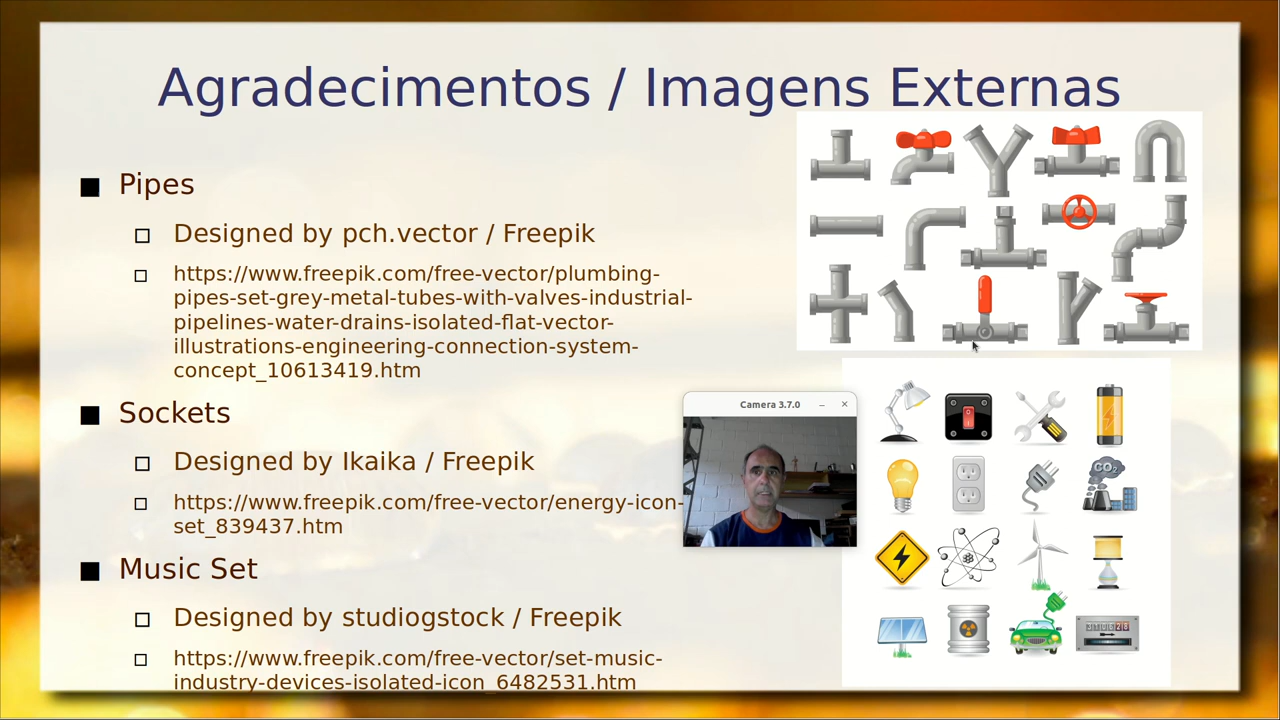 Agradecimentos / Imagens Externas
Pipes
Designed by pch.vector / Freepik
https://www.freepik.com/free-vector/plumbing-
pipes-set-grey-metal-tubes-with-valves-industrial-
pipelines-water-drains-isolated-flat-vector-
illustrations-engineering-connection-system-
concept_10613419.htm
Sockets
Designed by Ikaika / Freepik
https://www.freepik.com/free-vector/energy-icon-
set_839437.htm
Music Set
Designed by studiogstock / Freepik
https://www.freepik.com/free-vector/set-music-
industry-devices-isolated-icon_6482531.htm
Camera 3.7.0
CO2